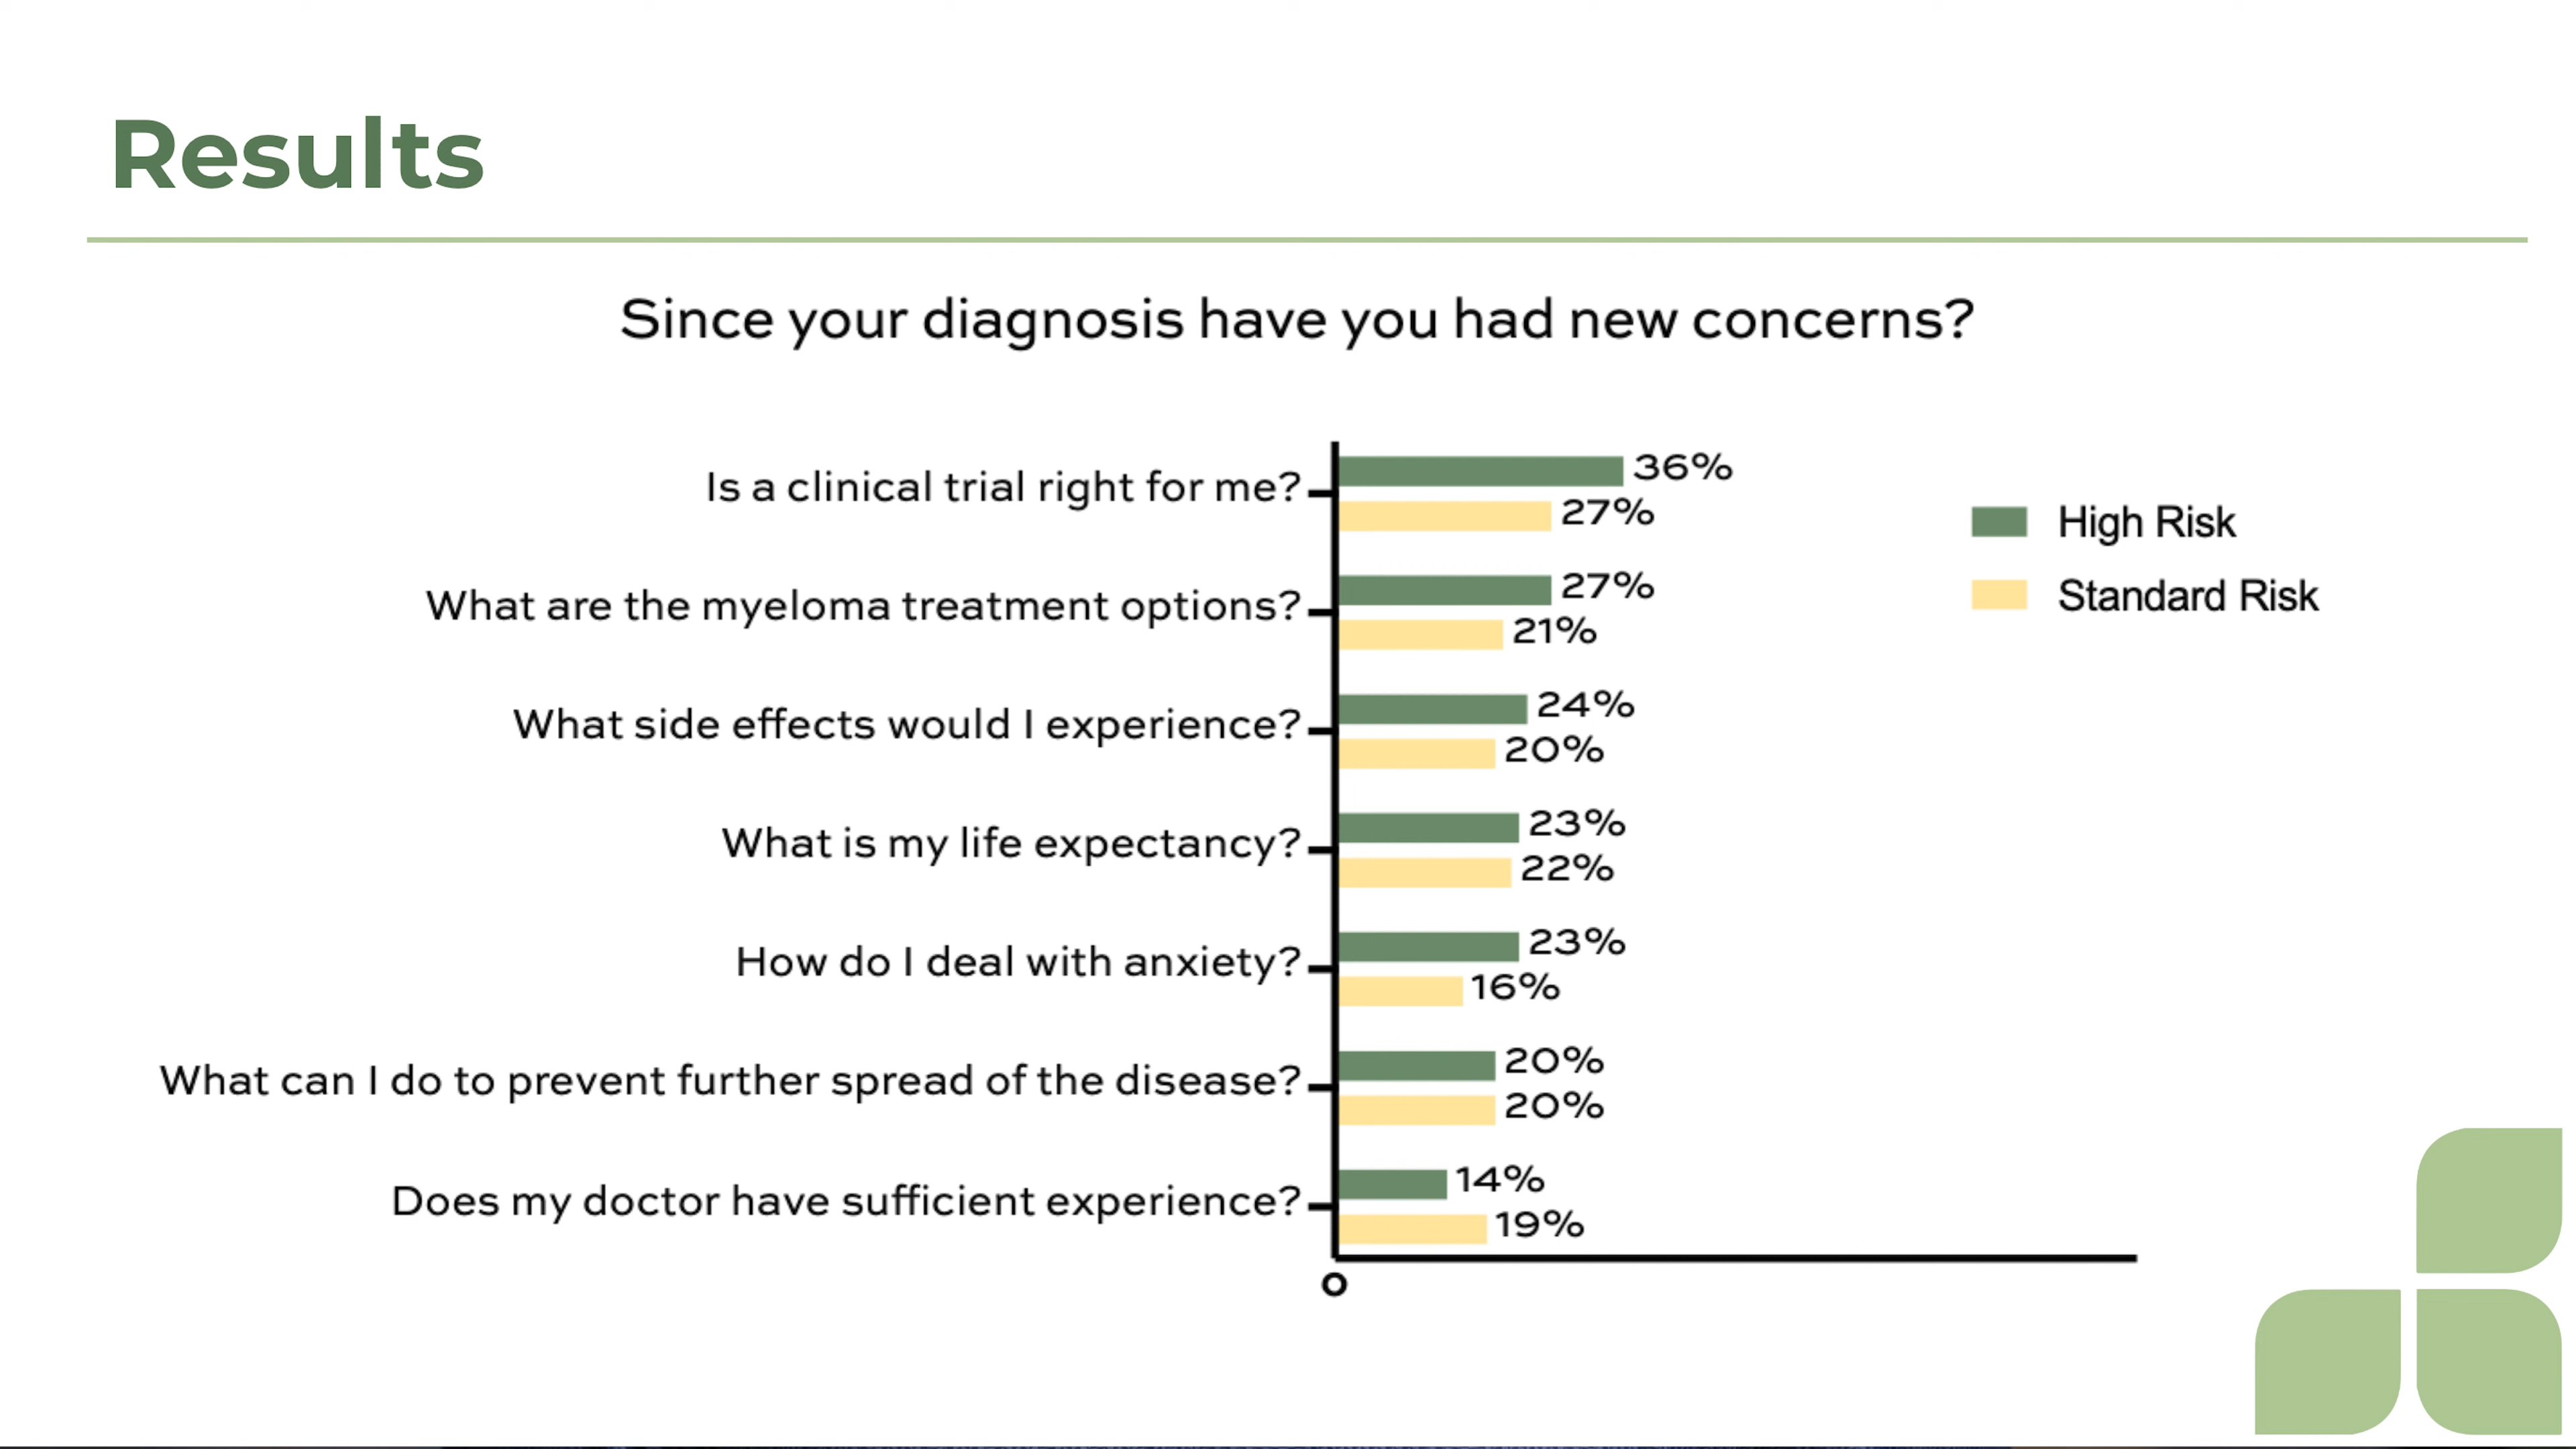 Results
Since your diagnosis have you had new concerns?
Is a clinical trial right for me?
36%
27%
What are the myeloma treatment options?
27%
21%
What side effects would I experience?
24%
20%
What is my life expectancy?
23%
22%
How do I deal with anxiety?
23%
16%
What can I do to prevent further spread of the disease?
20%
20%
Does my doctor have sufficient experience?
14%
19%
0
High Risk
Standard Risk